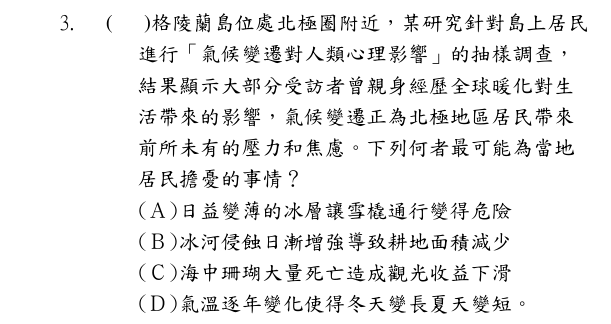 3. (　)格陵蘭島位處北極圈附近，某研究針對島上居民
進行「氣候變遷對人類心理影響」的抽樣調查，
結果顯示大部分受訪者曾親身經歷全球暖化對生
活帶來的影響，氣候變遷正為北極地區居民帶來
前所未有的壓力和焦慮。下列何者最可能為當地
居民擔憂的事情？
(A)日益變薄的冰層讓雪橇通行變得危險
(B)冰河侵蝕日漸增強導致耕地面積減少
(C)海中珊瑚大量死亡造成觀光收益下滑
(D)氣溫逐年變化使得冬天變長夏天變短。